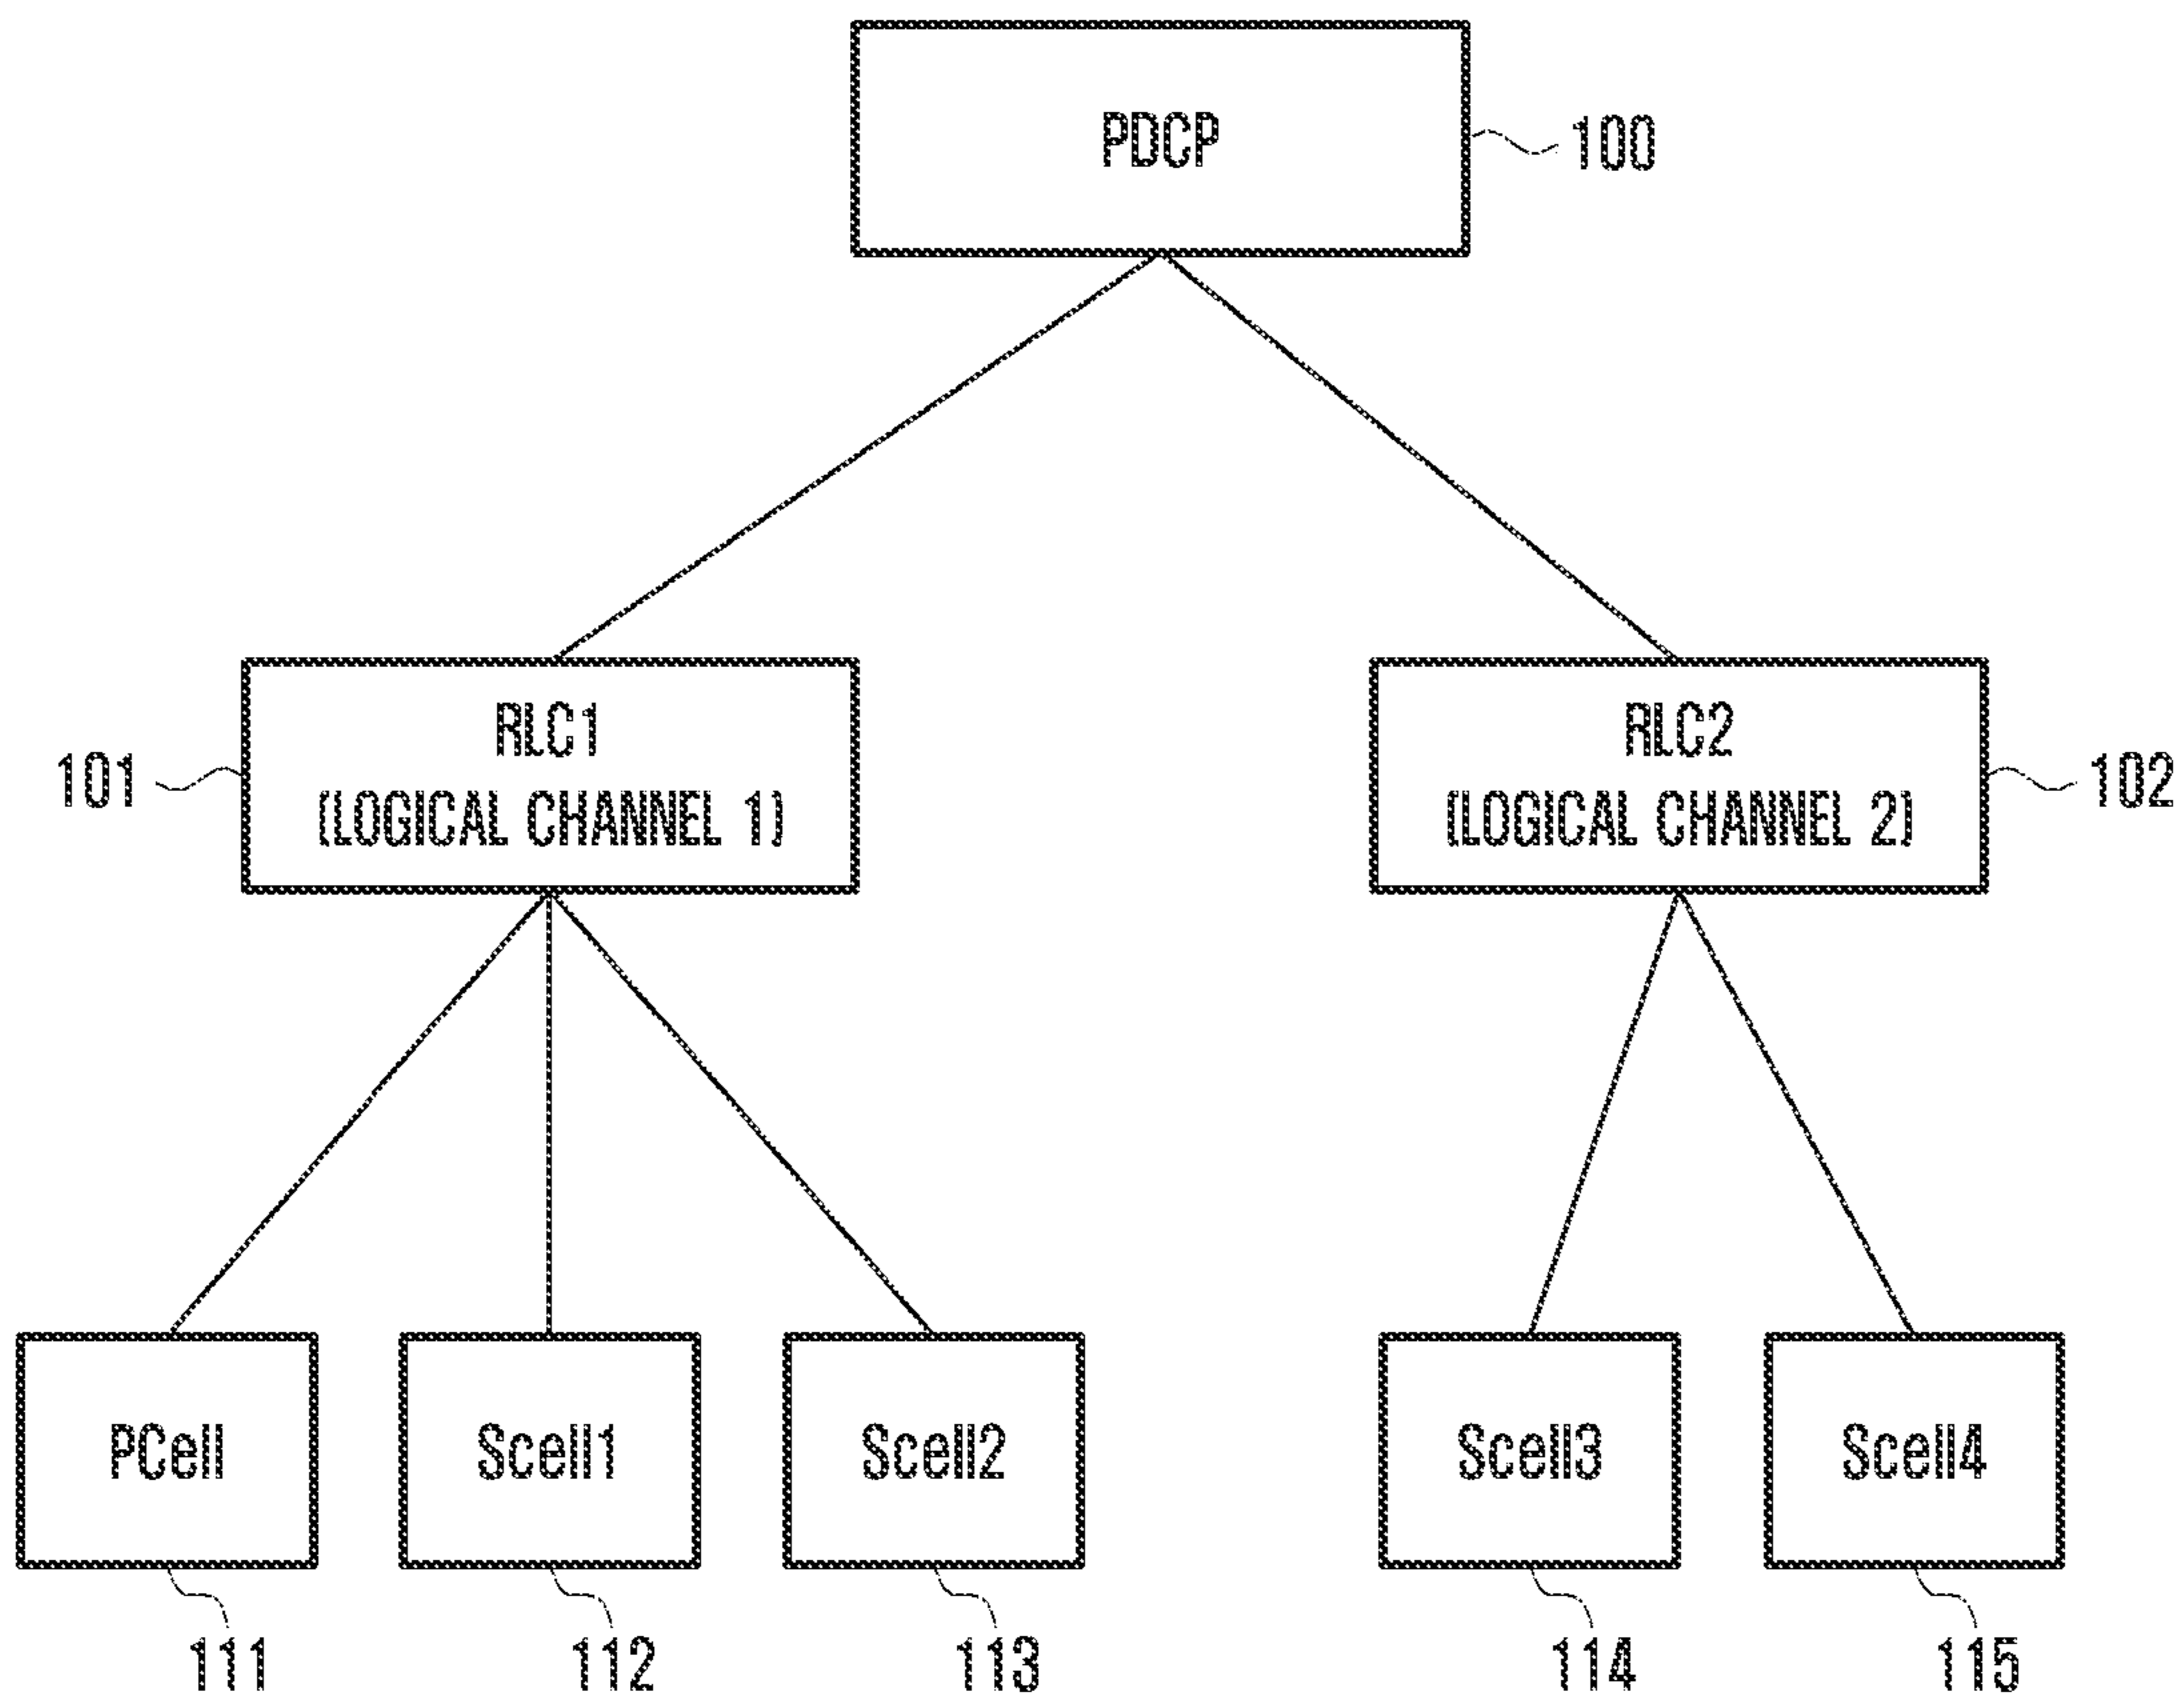 PDCP
100
RLC1
(LOGICAL CHANNEL 1)
101
RLC2
(LOGICAL CHANNEL 2)
102
PCell
Scell1
Scell2
Scell3
Scell4
111
112
113
114
115